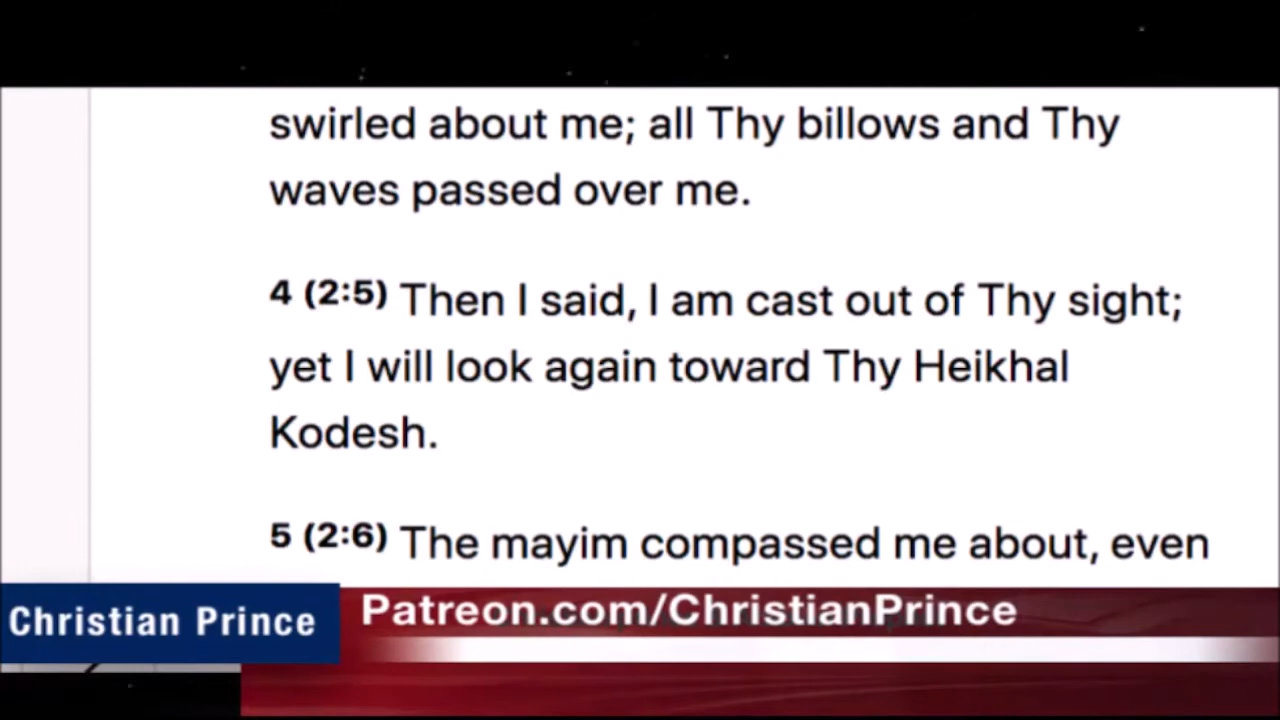 swirled about me; all Thy billows and Thy
waves passed over me.
4 (2:5) Then I said, I am cast out of Thy sight;
yet I will look again toward Thy Heikhal
Kodesh.
5 (2:6) The mayim compassed me about, even
Christian Prince
Patreon.com/ChristianPrince